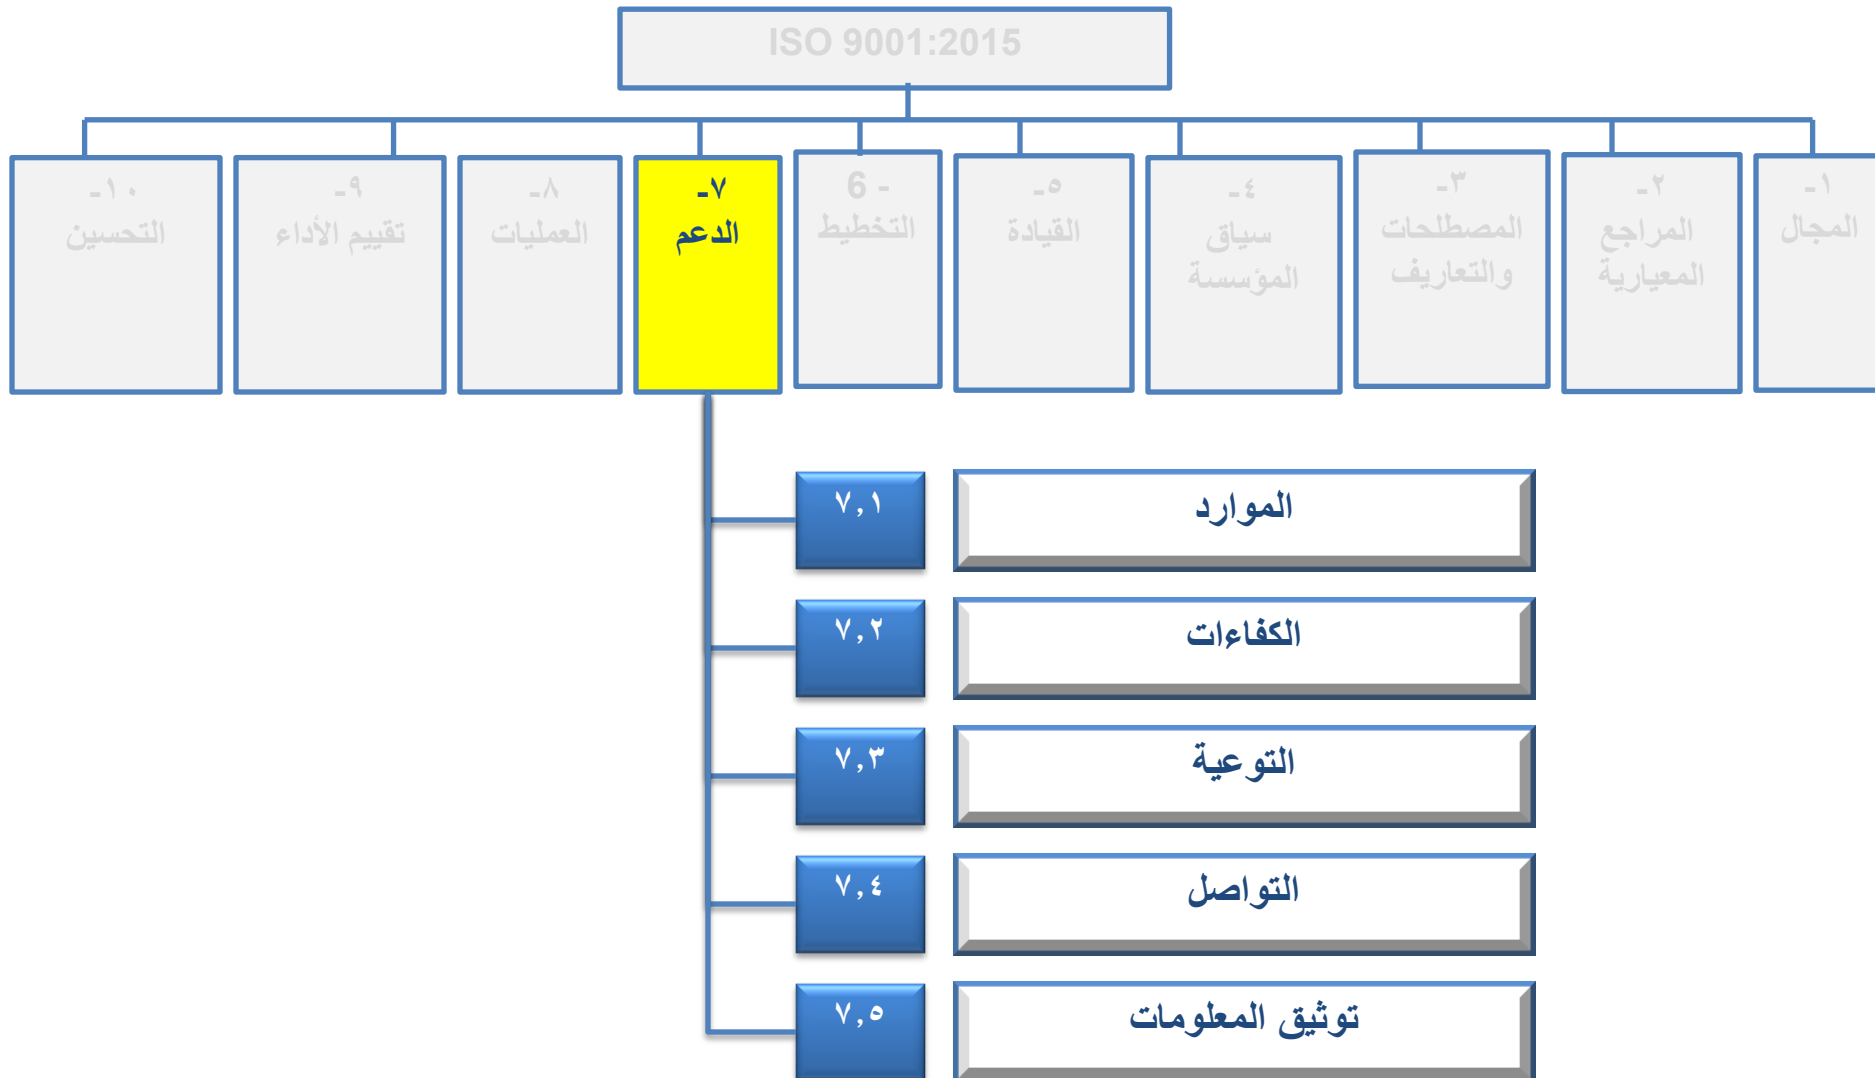 ISO 9001:2015
١-
المجال
٢-
المراجع
المعيارية
٣-
المصطلحات
والتعاريف
٤-
سياق
المؤسسة
٥-
القيادة
6 -
التخطيط
٧-
الدعم
٨-
العمليات
٩-
تقييم الأداء
١٠-
التحسين
٧,١
الموارد
٧,٢
الكفاءات
٧,٣
التوعية
٧,٤
التواصل
٧,٥
توثيق المعلومات